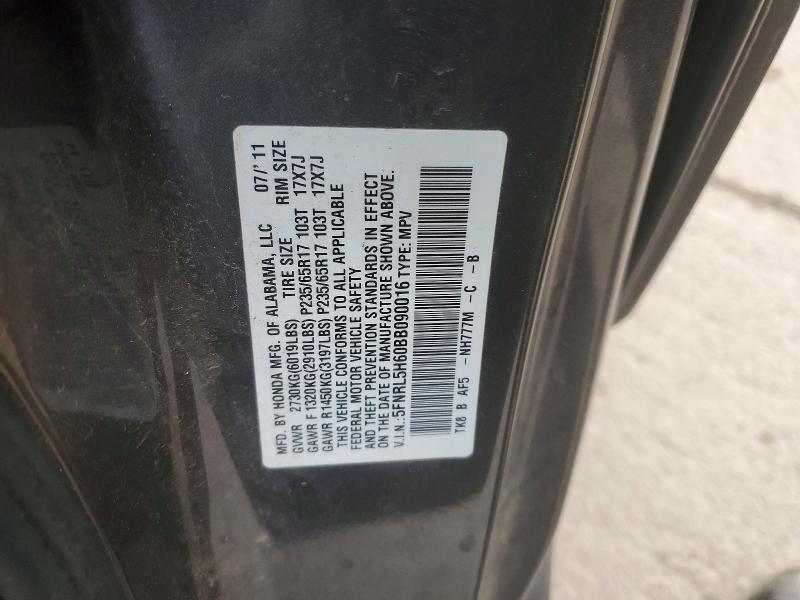 MFD. BY HONDA MFG. OF ALABAMA, LLC 07/'11
GVWR 2730KG(6019LBS) TIRE SIZE RIM SIZE
GAWR F 1320KG(2910LBS) P235/65R17 103T 17X7J
GAWR R 1450KG(3197LBS) P235/65R17 103T 17X7J
THIS VEHICLE CONFORMS TO ALL APPLICABLE
FEDERAL MOTOR VEHICLE SAFETY
AND THEFT PREVENTION STANDARDS IN EFFECT
ON THE DATE OF MANUFACTURE SHOWN ABOVE.
V.I.N.:5FNRL5H60BB090016 TYPE: MPV
TK8 B AF5 -NH777M -C -B